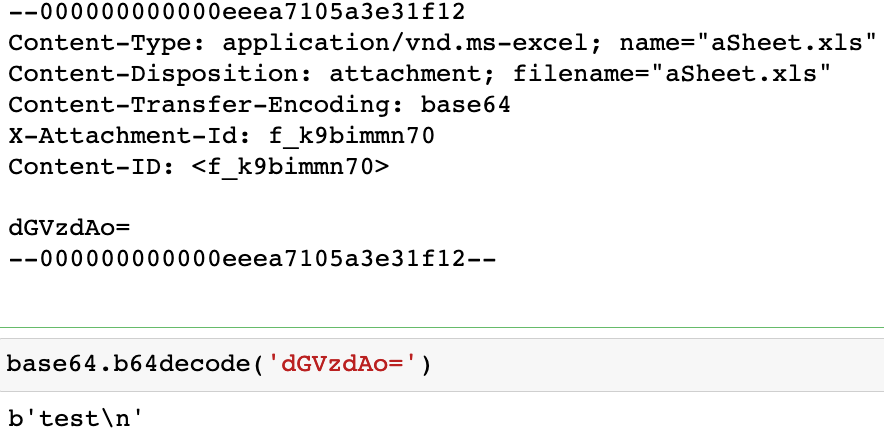 --000000000000eeea7105a3e31f12
Content-Type: application/vnd.ms-excel; name="aSheet.xls"
Content-Disposition: attachment; filename="aSheet.xls"
Content-Transfer-Encoding: base64
X-Attachment-Id: f_k9bimmn70
Content-ID: <f_k9bimmn70>

dGVzdAo=
--000000000000eeea7105a3e31f12--

base64.b64decode('dGVzdAo=')
b'test\n'